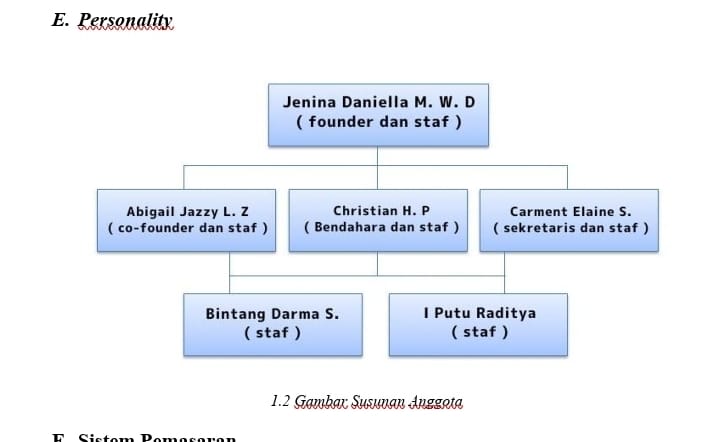 E. Personality
Jenina Daniella M. W. D
( founder dan staf )
Abigail Jazzy L. Z
( co-founder dan staf )
Christian H. P
( Bendahara dan staf )
Carment Elaine S.
( sekretaris dan staf )
Bintang Darma S.
( staf )
I Putu Raditya
( staf )
1.2 Gambar Susunan Anggota
F. Sistem Pemasaran